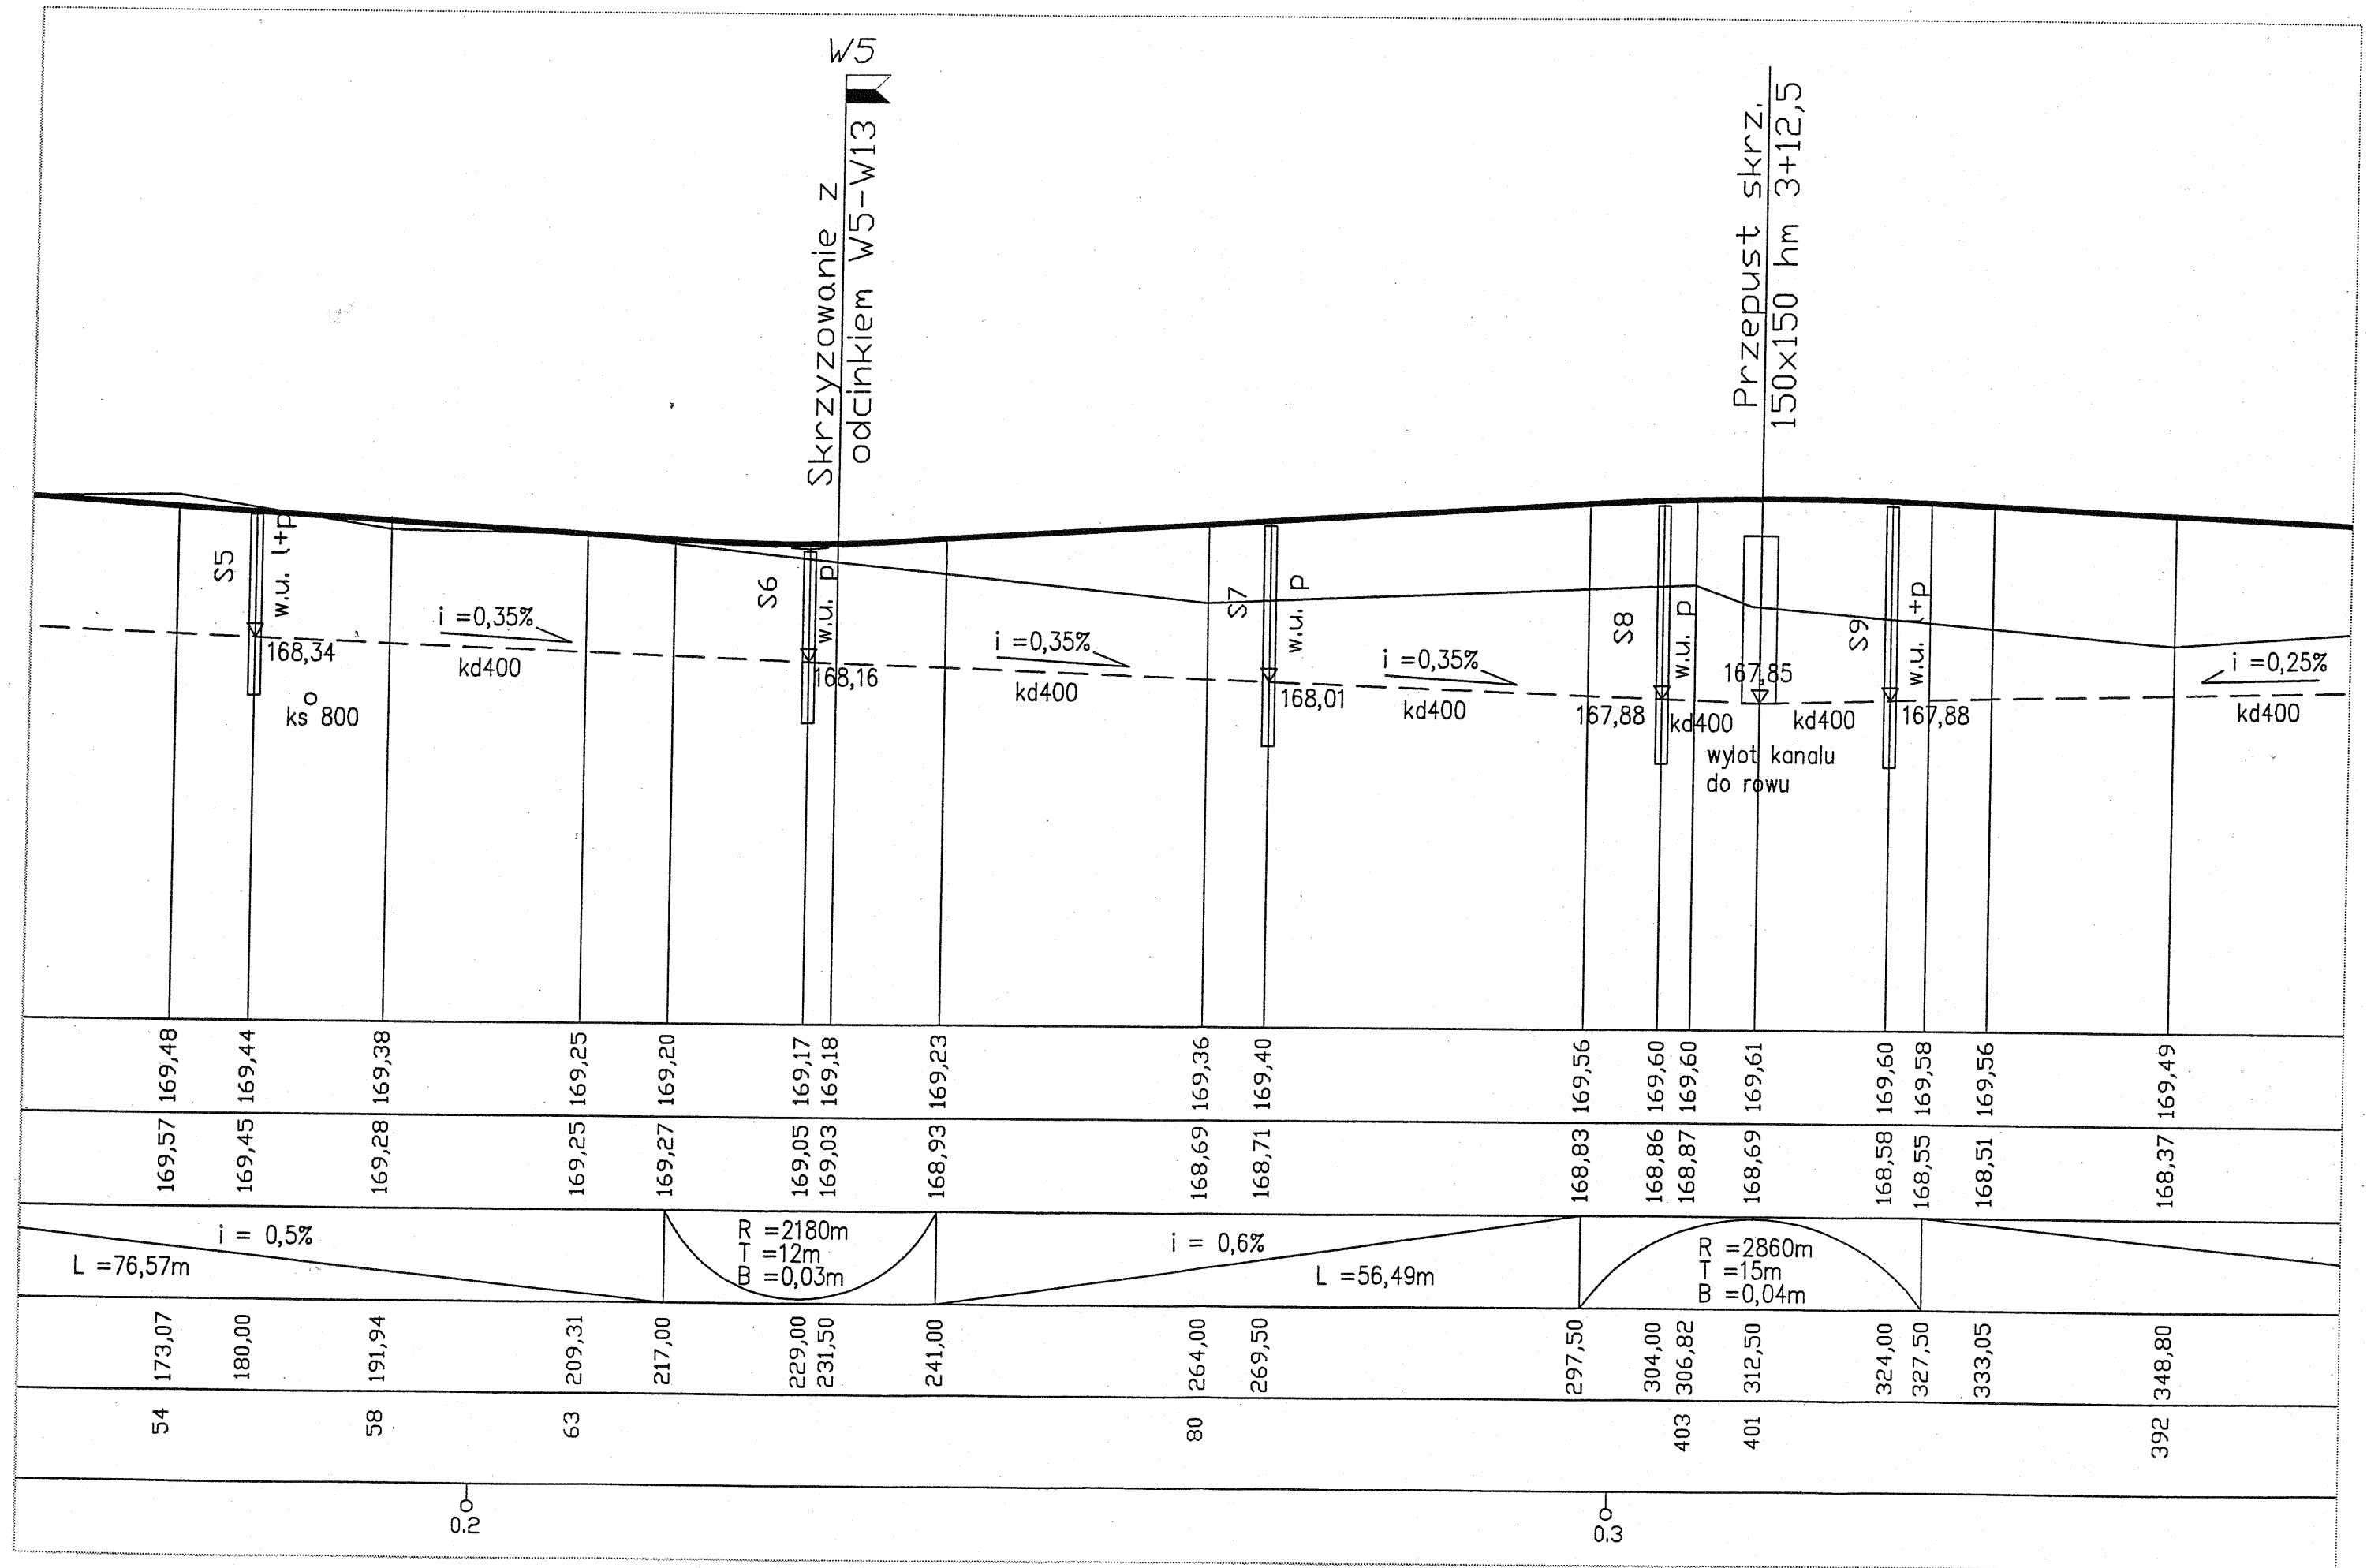 W5
Skrzyzowanie z
odcinkiem W5-W13
Przepust skrz.
150x150 hm 3+12,5
S5
w.u. l+p
168,34
ks 800
i =0,35%
kd400
S6
w.u. p
168,16
i =0,35%
kd400
S7
w.u. p
168,01
i =0,35%
kd400
S8
w.u. p
167,88
kd400
167,85
kd400
wylot kanalu
do rowu
S9
w.u. l+p
167,88
i =0,25%
kd400
169,48 169,44 169,38 169,25 169,20 169,17 169,18 169,23 169,36 169,40 169,56 169,60 169,60 169,61 169,60 169,58 169,56 169,49
169,57 169,45 169,28 169,25 169,27 169,05 169,03 168,93 168,69 168,71 168,83 168,86 168,87 168,69 168,58 168,55 168,51 168,37
i = 0,5%
L =76,57m
R =2180m
T =12m
B =0,03m
i = 0,6%
L =56,49m
R =2860m
T =15m
B =0,04m
173,07 180,00 191,94 209,31 217,00 229,00 231,50 241,00 264,00 269,50 297,50 304,00 306,82 312,50 324,00 327,50 333,05 348,80
54 58 63 80 403 401 392
0.2 0.3